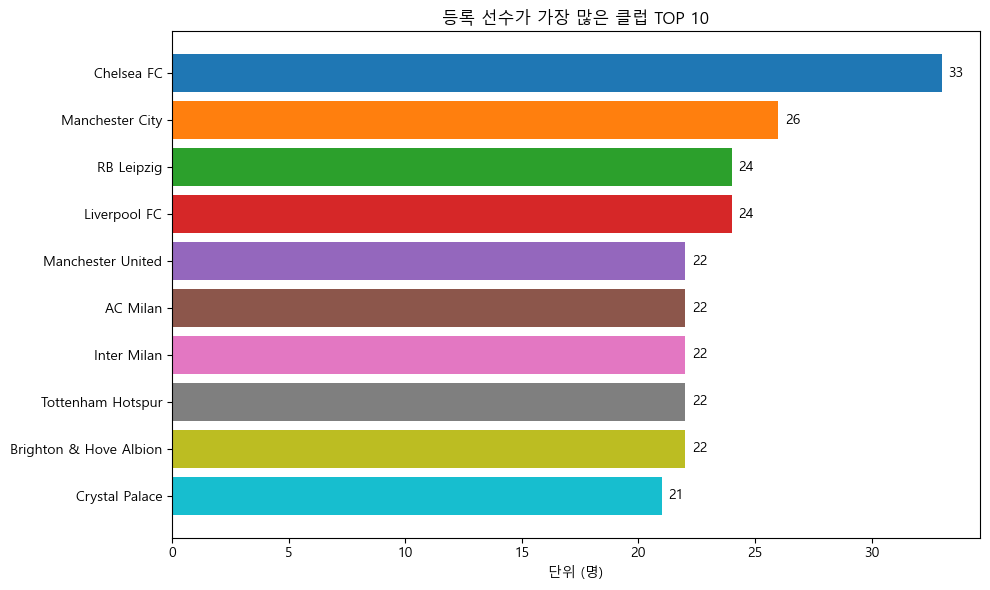 등록 선수가 가장 많은 클럽 TOP 10
Chelsea FC 33
Manchester City 26
RB Leipzig 24
Liverpool FC 24
Manchester United 22
AC Milan 22
Inter Milan 22
Tottenham Hotspur 22
Brighton & Hove Albion 22
Crystal Palace 21
0 5 10 15 20 25 30
단위 (명)